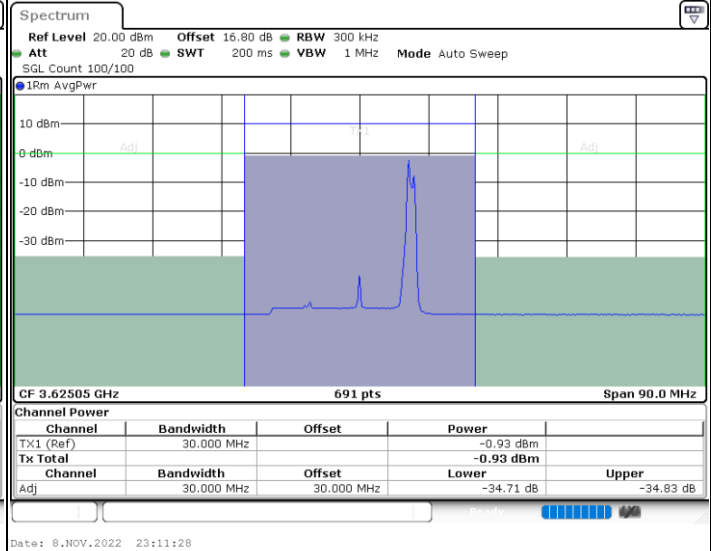 Spectrum
Ref Level 20.00 dBm Offset 16.80 dB RBW 300 kHz
Att 20 dB SWT 200 ms VBW 1 MHz Mode Auto Sweep
SGL Count 100/100
1Rm AvgPwr
10 dBm
TX1
0 dBm
Adj
Adj
-10 dBm
-20 dBm
-30 dBm
CF 3.62505 GHz 691 pts Span 90.0 MHz
Channel Power
Channel Bandwidth Offset Power
TX1 (Ref) 30.000 MHz -0.93 dBm
Tx Total -0.93 dBm
Channel Bandwidth Offset Lower Upper
Adj 30.000 MHz 30.000 MHz -34.71 dB -34.83 dB
Ready
Date: 8.NOV.2022 23:11:28